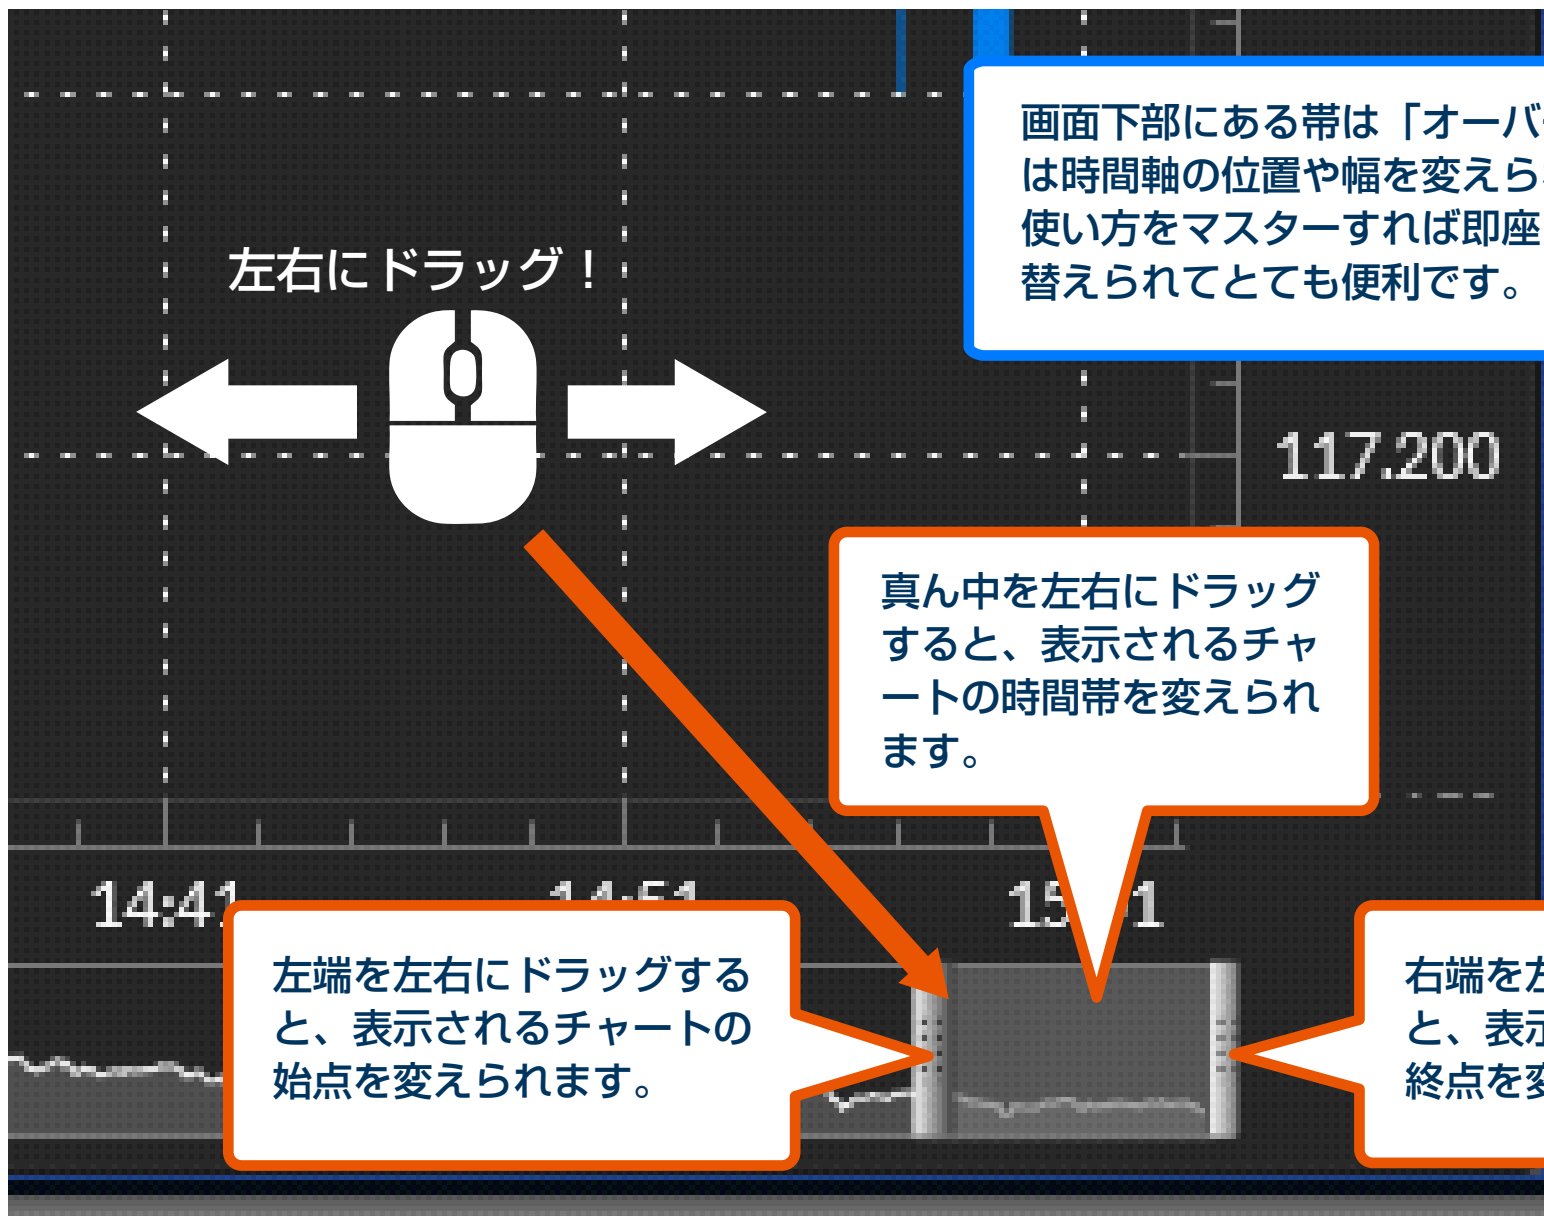 画面下部にある帯は「オーバ
は時間軸の位置や幅を変えら
使い方をマスターすれば即座
替えられてとても便利です。
左右にドラッグ！
117.200
真ん中を左右にドラッグ
すると、表示されるチャ
ートの時間帯を変えられ
ます。
14:41
14:51
左端を左右にドラッグする
と、表示されるチャートの
始点を変えられます。
右端を左
と、表示
終点を変